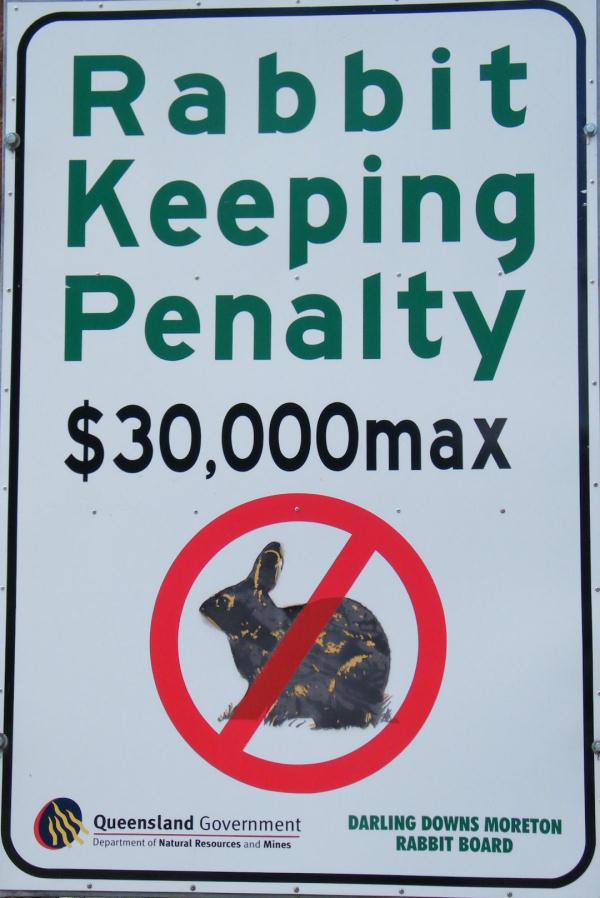 Rabbit
Keeping
Penalty
$30,000max
Queensland Government
Department of Natural Resources and Mines
DARLING DOWNS MORETON
RABBIT BOARD